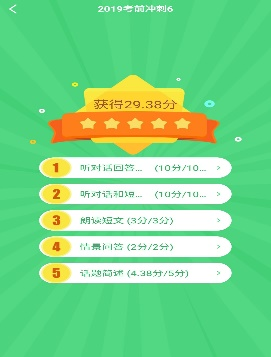 2019考前冲刺6
获得29.38分
1 听对话回答... (10分/10...
2 听对话和短... (10分/10...
3 朗读短文 (3分/3分)
4 情景问答 (2分/2分)
5 话题简述 (4.38分/5分)